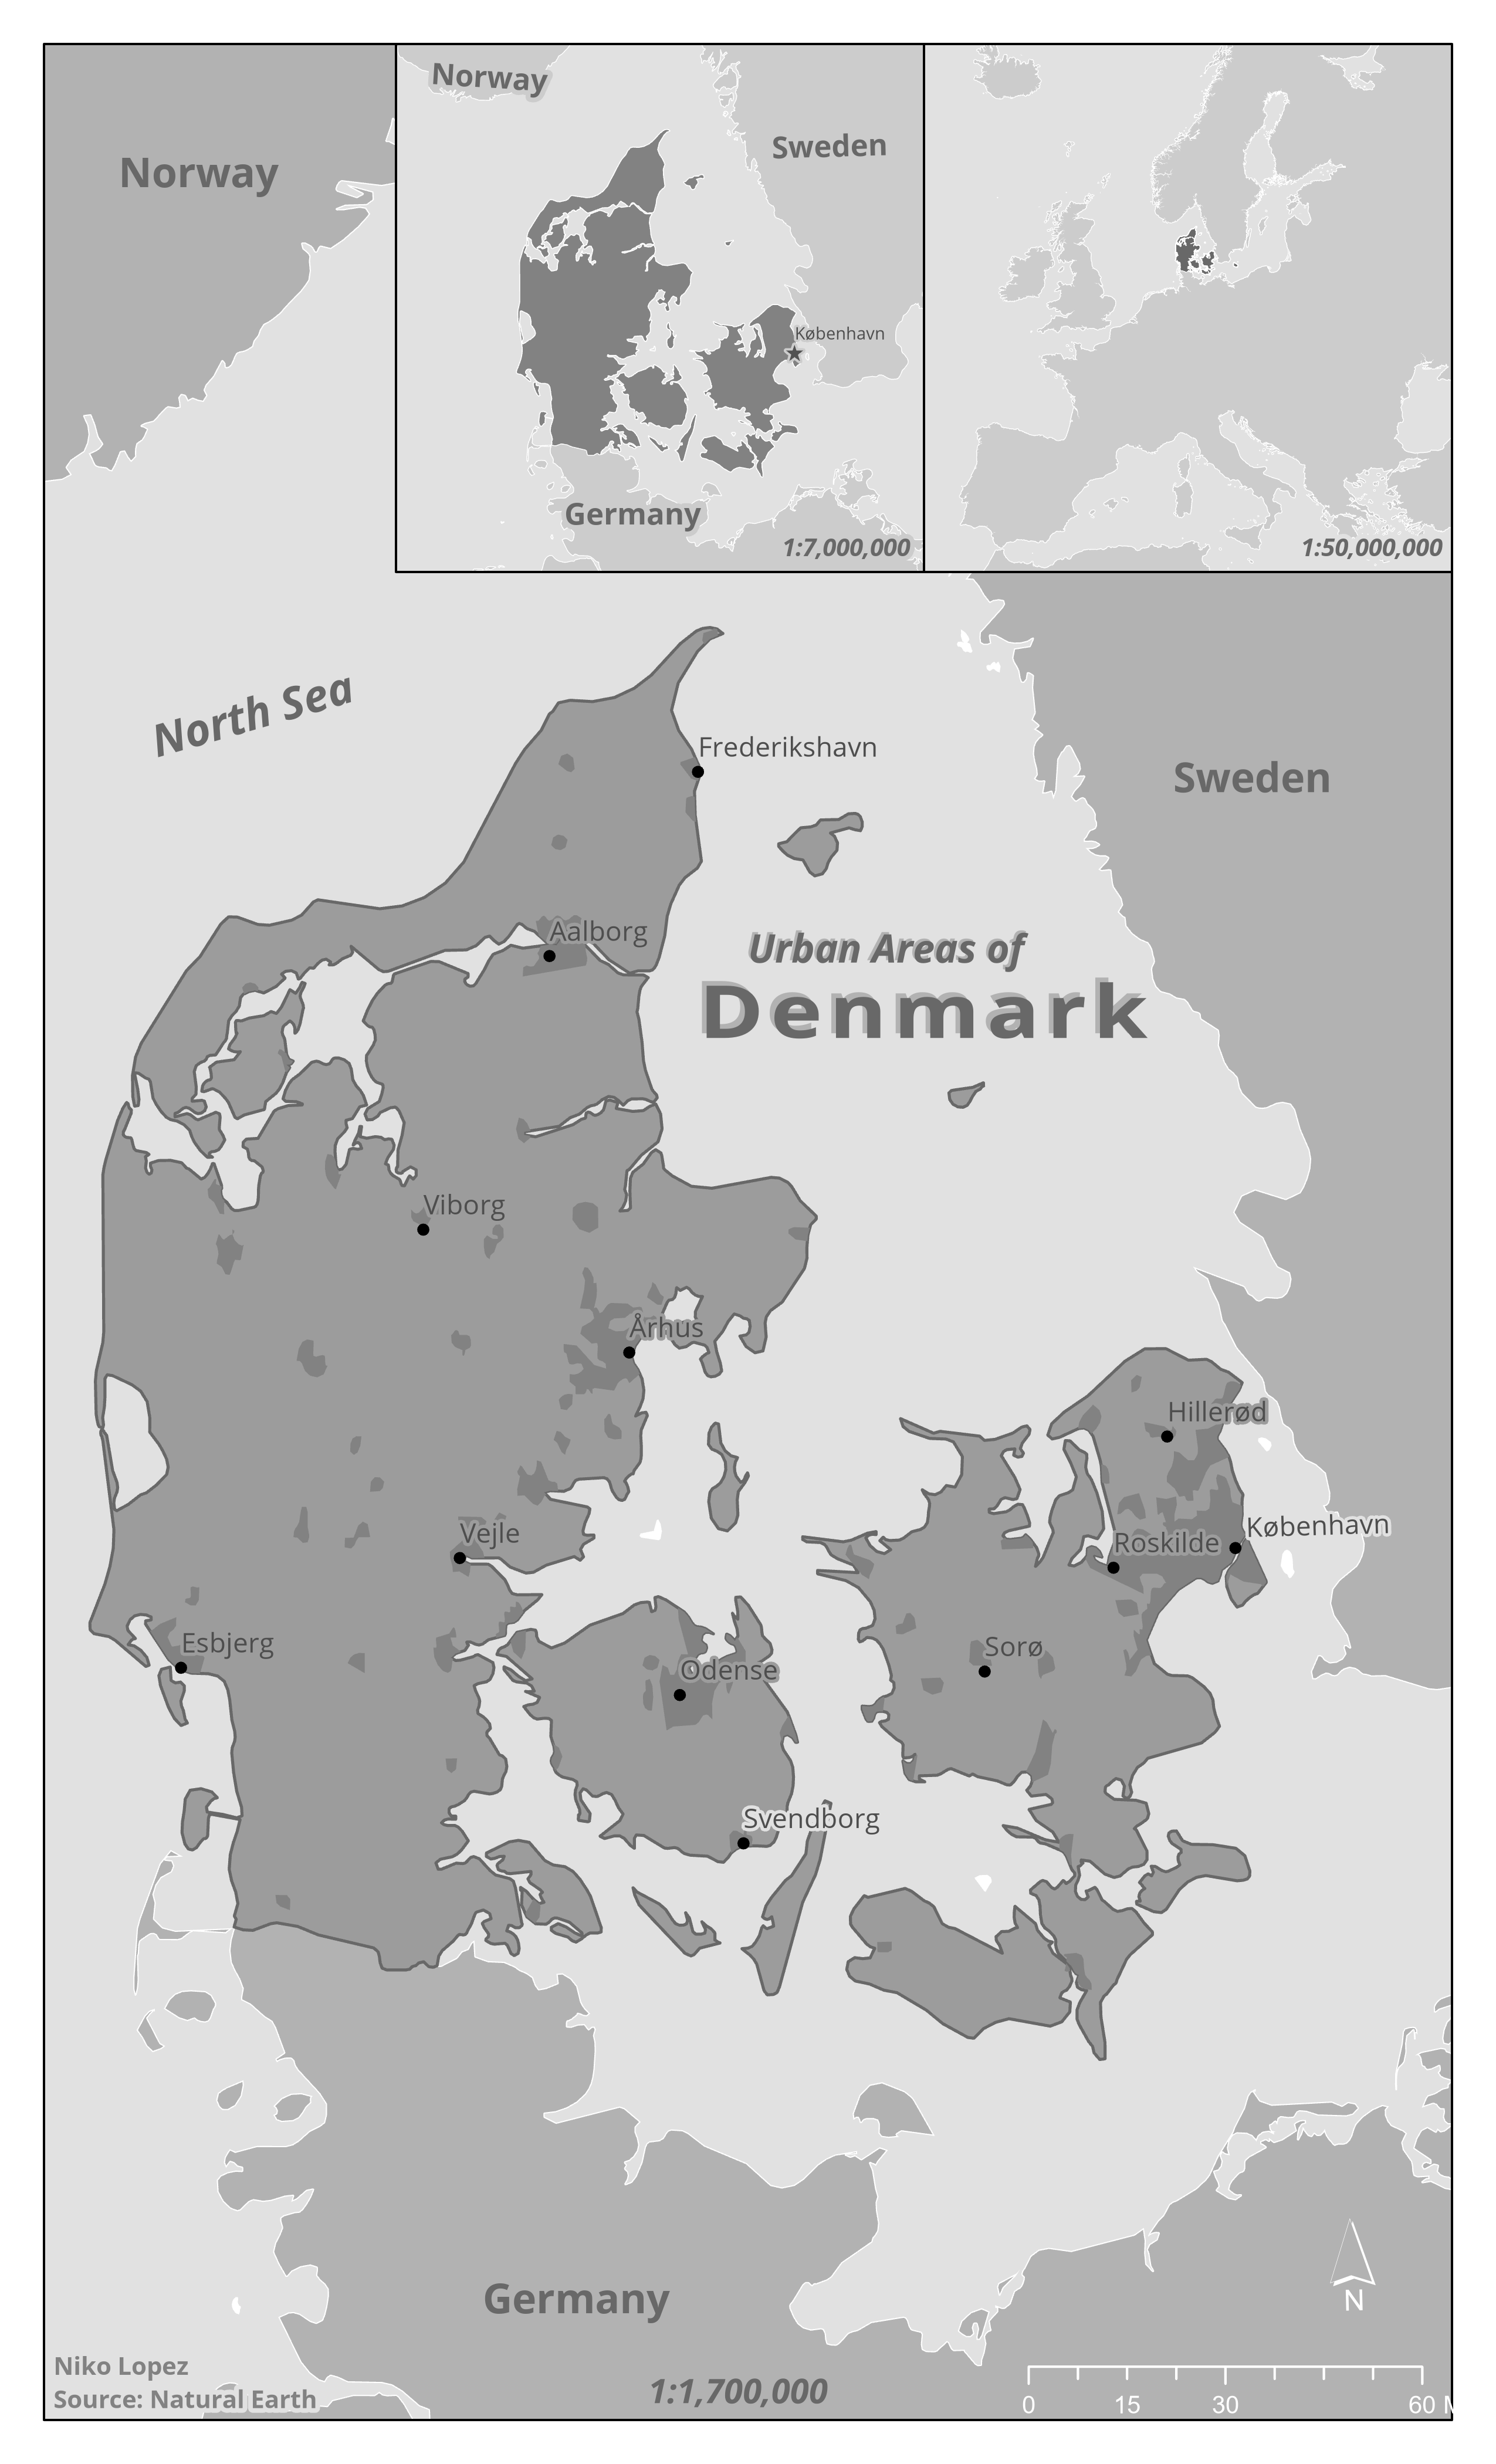 Norway
Norway
Sweden
København
Germany
1:7,000,000
1:50,000,000
North Sea
Frederikshavn
Sweden
Aalborg
Urban Areas of
Denmark
Viborg
Århus
Hillerød
København
Vejle
Roskilde
Esbjerg
Sorø
Odense
Svendborg
Germany
N
Niko Lopez
Source: Natural Earth
1:1,700,000
0 15 30 60